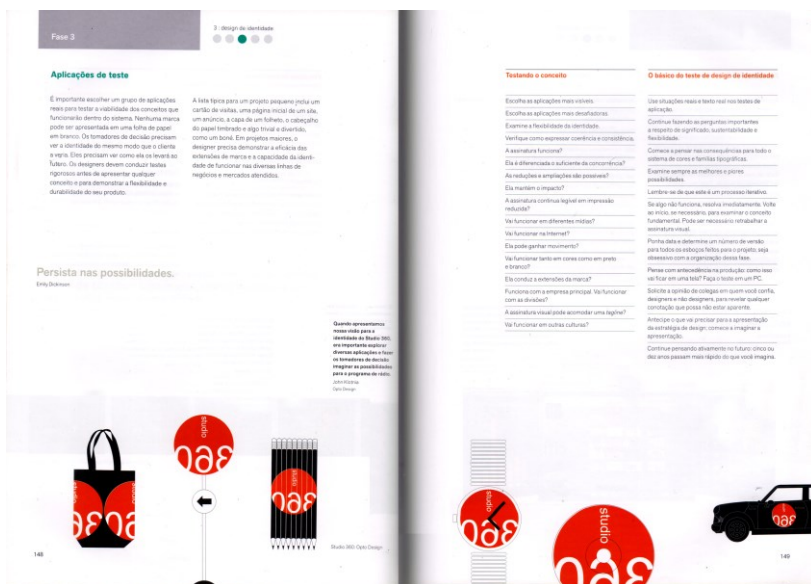 Fase 3
3 : design de identidade
Aplicações de teste
É importante escolher um grupo de aplicações
reais para testar a viabilidade dos conceitos que
funcionarão dentro do sistema. Nenhuma marca
pode ser apresentada em uma folha de papel
em branco. Os tomadores de decisão precisam
ver a identidade do mesmo modo que o cliente
a veria. Eles precisam ver como ela os levará ao
futuro. Os designers devem conduzir testes
rigorosos antes de apresentar qualquer
conceito e para demonstrar a flexibilidade e
durabilidade do seu produto.
A lista típica para um projeto pequeno inclui um
cartão de visitas, uma página inicial de um site,
um anúncio, a capa de um folheto, o cabeçalho
do papel timbrado e algo trivial e divertido,
como um boné. Em projetos maiores, o
designer precisa demonstrar a eficácia das
extensões de marca e a capacidade da identi-
dade de funcionar nas diversas linhas de
negócios e mercados atendidos.
Persista nas possibilidades.
Emily Dickinson
Quando apresentamos
nossa visão para a
identidade do Studio 360,
era importante explorar
diversas aplicações e fazer
os tomadores de decisão
imaginar as possibilidades
para o programa de rádio.
John Klotnia
Opto Design
studio
360
studio
360
studio
360
360
Studio 360: Opto Design
148
Testando o conceito
Escolha as aplicações mais visíveis.
Escolha as aplicações mais desafiadoras.
Examine a flexibilidade da identidade.
Verifique como expressar coerência e consistência.
A assinatura funciona?
Ela é diferenciada o suficiente da concorrência?
As reduções e ampliações são possíveis?
Ela mantém o impacto?
A assinatura continua legível em impressão
reduzida?
Vai funcionar em diferentes mídias?
Vai funcionar na Internet?
Ela pode ganhar movimento?
Vai funcionar tanto em cores como em preto
e branco?
Ela conduz a extensões da marca?
Funciona com a empresa principal. Vai funcionar
com as divisões?
A assinatura visual pode acomodar uma tagline?
Vai funcionar em outras culturas?
O básico do teste de design de identidade
Use situações reais e texto real nos testes de
aplicação.
Continue fazendo as perguntas importantes
a respeito de significado, sustentabilidade e
flexibilidade.
Comece a pensar nas consequências para todo o
sistema de cores e famílias tipográficas.
Examine sempre as melhores e piores
possibilidades.
Lembre-se de que este é um processo iterativo.
Se algo não funciona, resolva imediatamente. Volte
ao início, se necessário, para examinar o conceito
fundamental. Pode ser necessário retrabalhar a
assinatura visual.
Ponha data e determine um número de versão
para todos os esboços feitos para o projeto; seja
obsessivo com a organização dessa fase.
Pense com antecedência na produção: como isso
vai ficar em uma tela? Faça o teste em um PC.
Solicite a opinião de colegas em quem você confia,
designers e não designers, para revelar qualquer
conotação que possa não estar aparente.
Antecipe o que vai precisar para a apresentação
da estratégia de design: comece a imaginar a
apresentação.
Continue pensando ativamente no futuro: cinco ou
dez anos passam mais rápido do que você imagina.
studio
360
studio
360
360
149